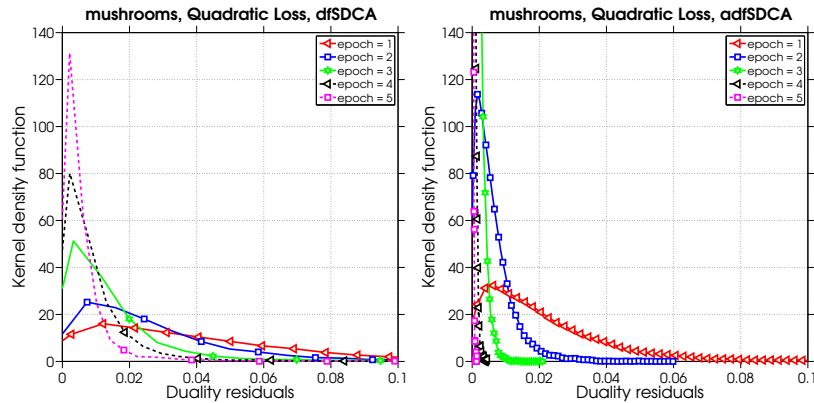 mushrooms, Quadratic Loss, dfSDCA
140
120
100
80
60
40
20
0
Kernel density function
epoch = 1
epoch = 2
epoch = 3
epoch = 4
epoch = 5
0 0.02 0.04 0.06 0.08 0.1
Duality residuals
mushrooms, Quadratic Loss, adfSDCA
140
120
100
80
60
40
20
0
Kernel density function
epoch = 1
epoch = 2
epoch = 3
epoch = 4
epoch = 5
0 0.02 0.04 0.06 0.08 0.1
Duality residuals